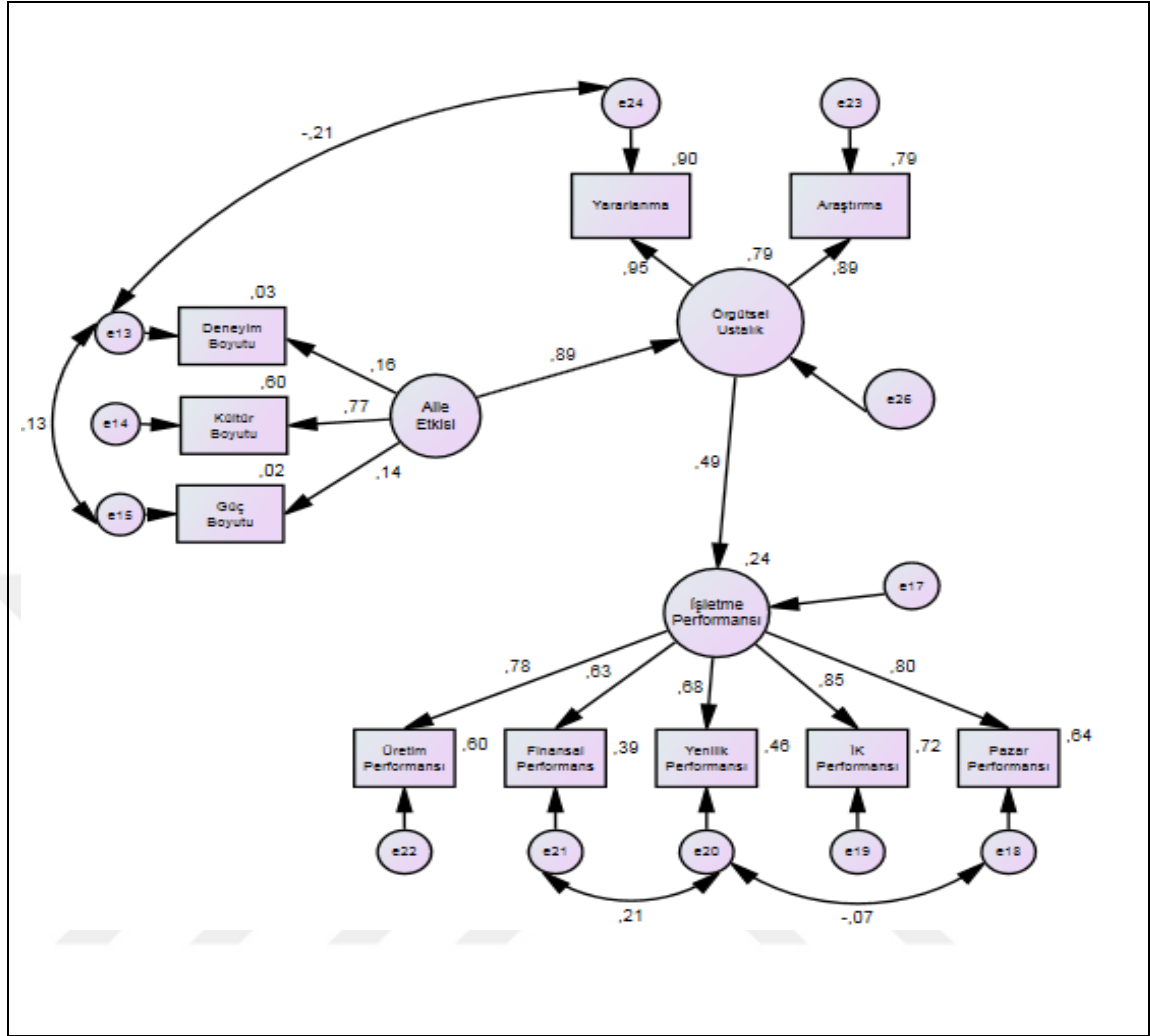 e24
e23
-,21
,90
,79
Yararlanma
Araştırma
,79
,95
,89
,03
Örgütsel
Ustalık
e13
Deneyim
Boyutu
,89
,16
,60
e26
Aile
Etkisi
,77
e14
Kültür
Boyutu
,13
,49
,02
,14
e15
Güç
Boyutu
,24
e17
İşletme
Performansı
,78
,63
,68
,85
,80
Üretim
Performansı
,60
Finansal
Performans
,39
Yenilik
Performansı
,46
İK
Performansı
,72
Pazar
Performansı
,64
e22
e21
e20
e19
e18
,21
-,07